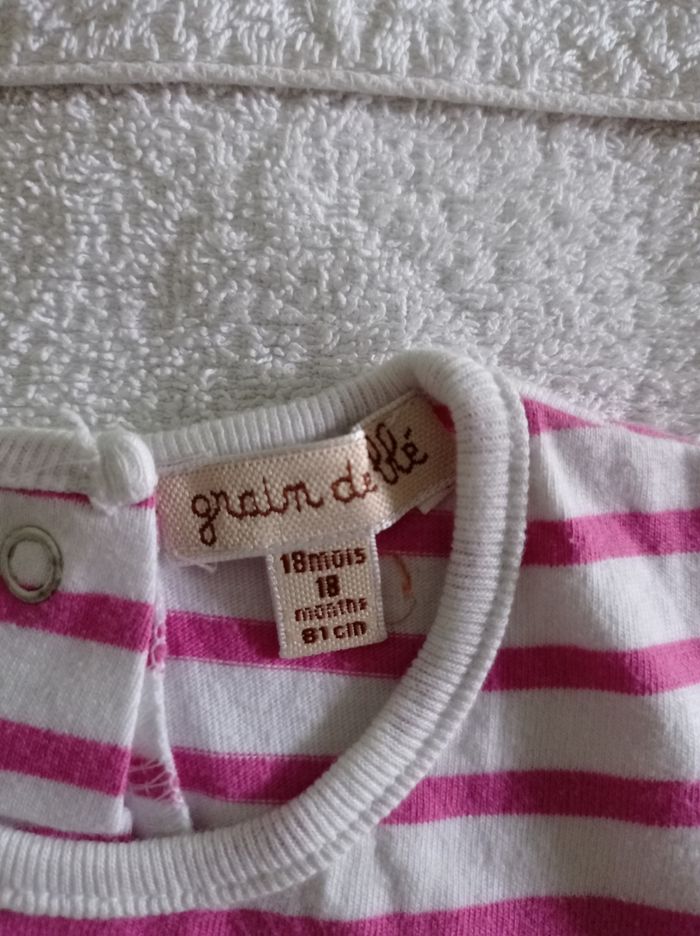 grain de blé
18mois
18
months
81cm